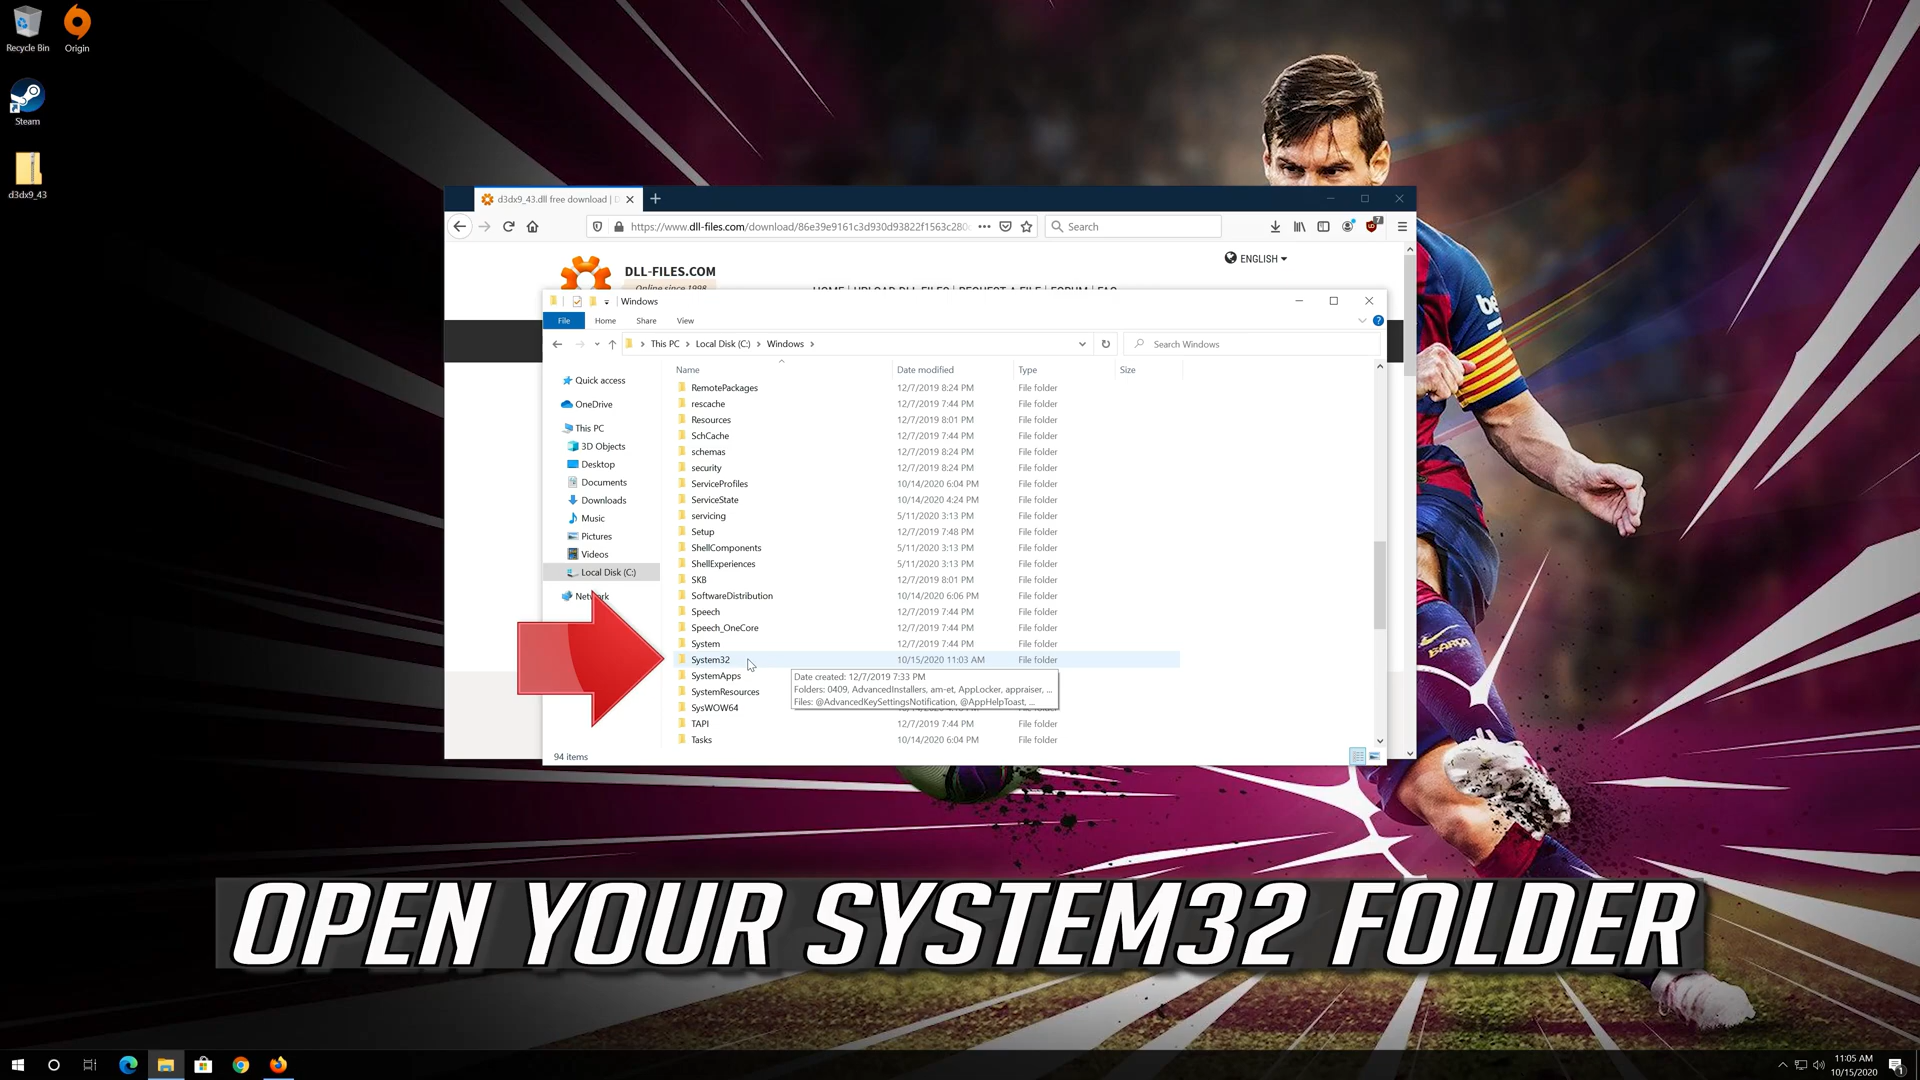 Recycle Bin
Origin
Steam
d3dx9_43
d3dx9_43.dll free download |
https://www.dll-files.com/download/86e39e9161c3d930d93822f1563c280
Search
7
DLL-FILES.COM
Online since 1998
ENGLISH
HOME | UPLOAD DLL-FILES | REQUEST A FILE | FORUM | FAQ
Windows
File Home Share View
This PC > Local Disk (C:) > Windows >
Search Windows
Quick access
OneDrive
This PC
3D Objects
Desktop
Documents
Downloads
Music
Pictures
Videos
Local Disk (C:)
Network
Name Date modified Type Size
RemotePackages 12/7/2019 8:24 PM File folder
rescache 12/7/2019 7:44 PM File folder
Resources 12/7/2019 8:01 PM File folder
SchCache 12/7/2019 7:44 PM File folder
schemas 12/7/2019 8:24 PM File folder
security 12/7/2019 8:24 PM File folder
ServiceProfiles 10/14/2020 6:04 PM File folder
ServiceState 10/14/2020 4:24 PM File folder
servicing 5/11/2020 3:13 PM File folder
Setup 12/7/2019 7:48 PM File folder
ShellComponents 5/11/2020 3:13 PM File folder
ShellExperiences 5/11/2020 3:13 PM File folder
SKB 12/7/2019 8:01 PM File folder
SoftwareDistribution 10/14/2020 6:06 PM File folder
Speech 12/7/2019 7:44 PM File folder
Speech_OneCore 12/7/2019 7:44 PM File folder
System 12/7/2019 7:44 PM File folder
System32 10/15/2020 11:03 AM File folder
SystemApps
SystemResources
SysWOW64
TAPI 12/7/2019 7:44 PM File folder
Tasks 10/14/2020 6:04 PM File folder
Date created: 12/7/2019 7:33 PM
Folders: 0409, AdvancedInstallers, am-et, AppLocker, appraiser, ...
Files: @AdvancedKeySettingsNotification, @AppHelpToast, ...
94 items
BARÇA
OPEN YOUR SYSTEM32 FOLDER
11:05 AM
10/15/2020
1